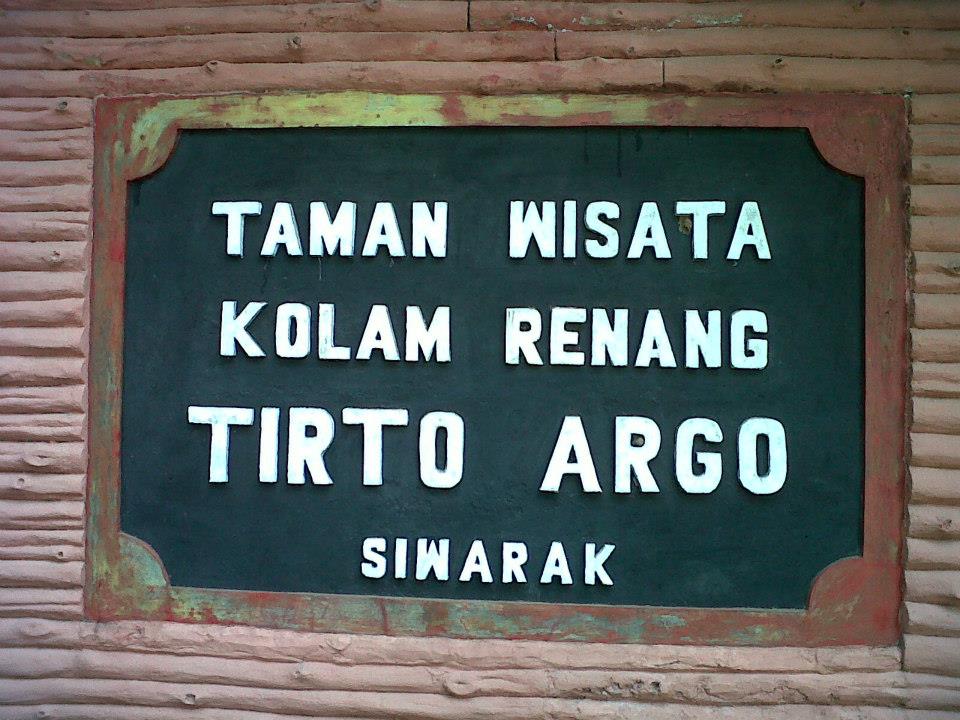 TAMAN WISATA
KOLAM RENANG
TIRTO ARGO
SIWARAK